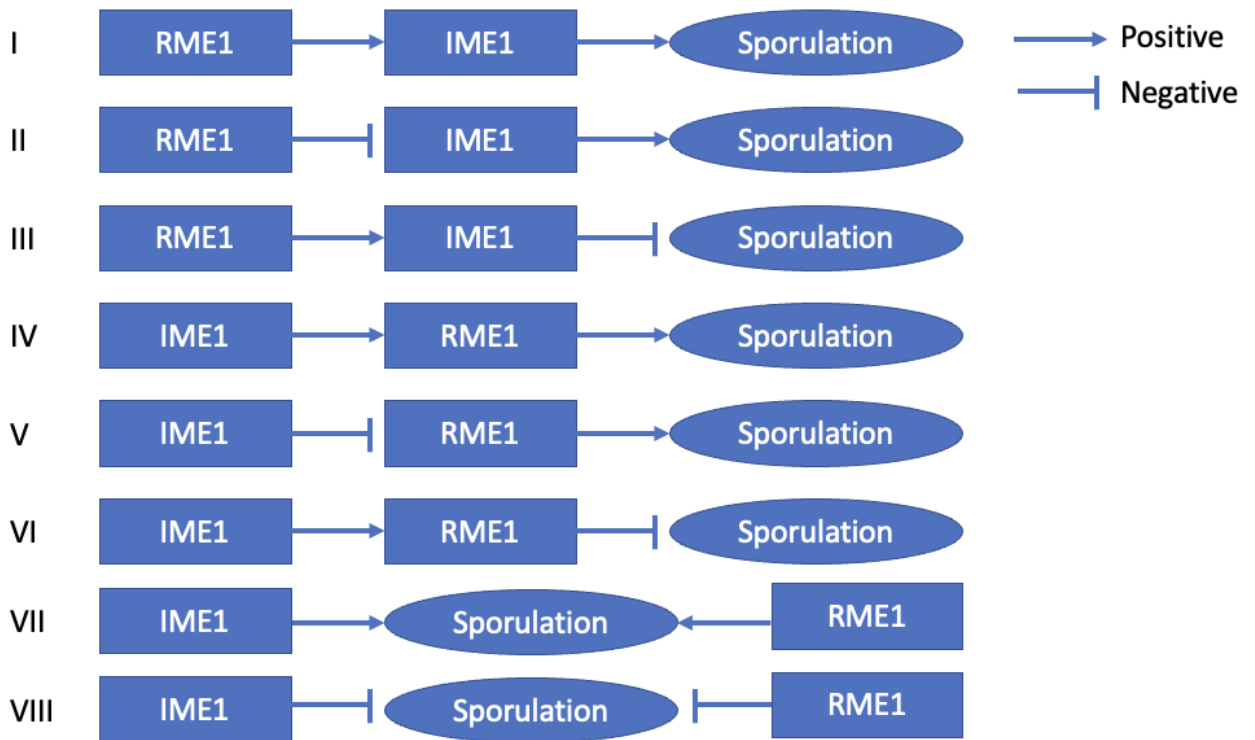 I RME1 IME1 Sporulation Positive
Negative
II RME1 IME1 Sporulation
III RME1 IME1 Sporulation
IV IME1 RME1 Sporulation
V IME1 RME1 Sporulation
VI IME1 RME1 Sporulation
VII IME1 Sporulation RME1
VIII IME1 Sporulation RME1